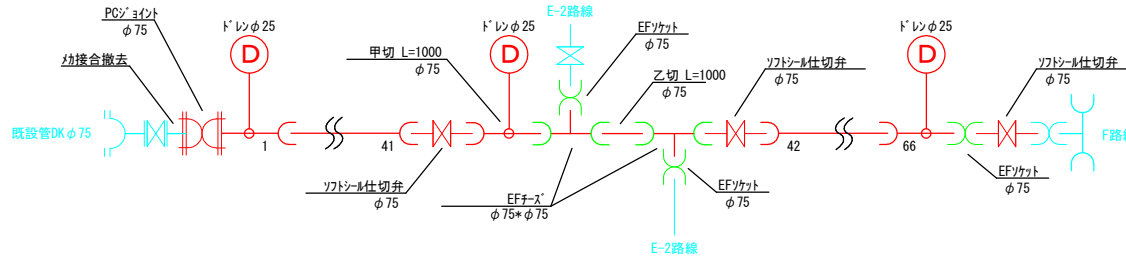 PCｼﾞｮｲﾝﾄ
φ75
ﾒｶ接合撤去
既設管DKφ75
ﾄﾞﾚﾝφ25
D
1
41
ｿﾌﾄｼｰﾙ仕切弁
φ75
甲切 L=1000
φ75
ﾄﾞﾚﾝφ25
D
E-2路線
EFｿｹｯﾄ
φ75
乙切 L=1000
φ75
EFﾁｰｽﾞ
φ75*φ75
EFｿｹｯﾄ
φ75
E-2路線
ｿﾌﾄｼｰﾙ仕切弁
φ75
42
66
ﾄﾞﾚﾝφ25
D
EFｿｹｯﾄ
φ75
ｿﾌﾄｼｰﾙ仕切弁
φ75
F路線